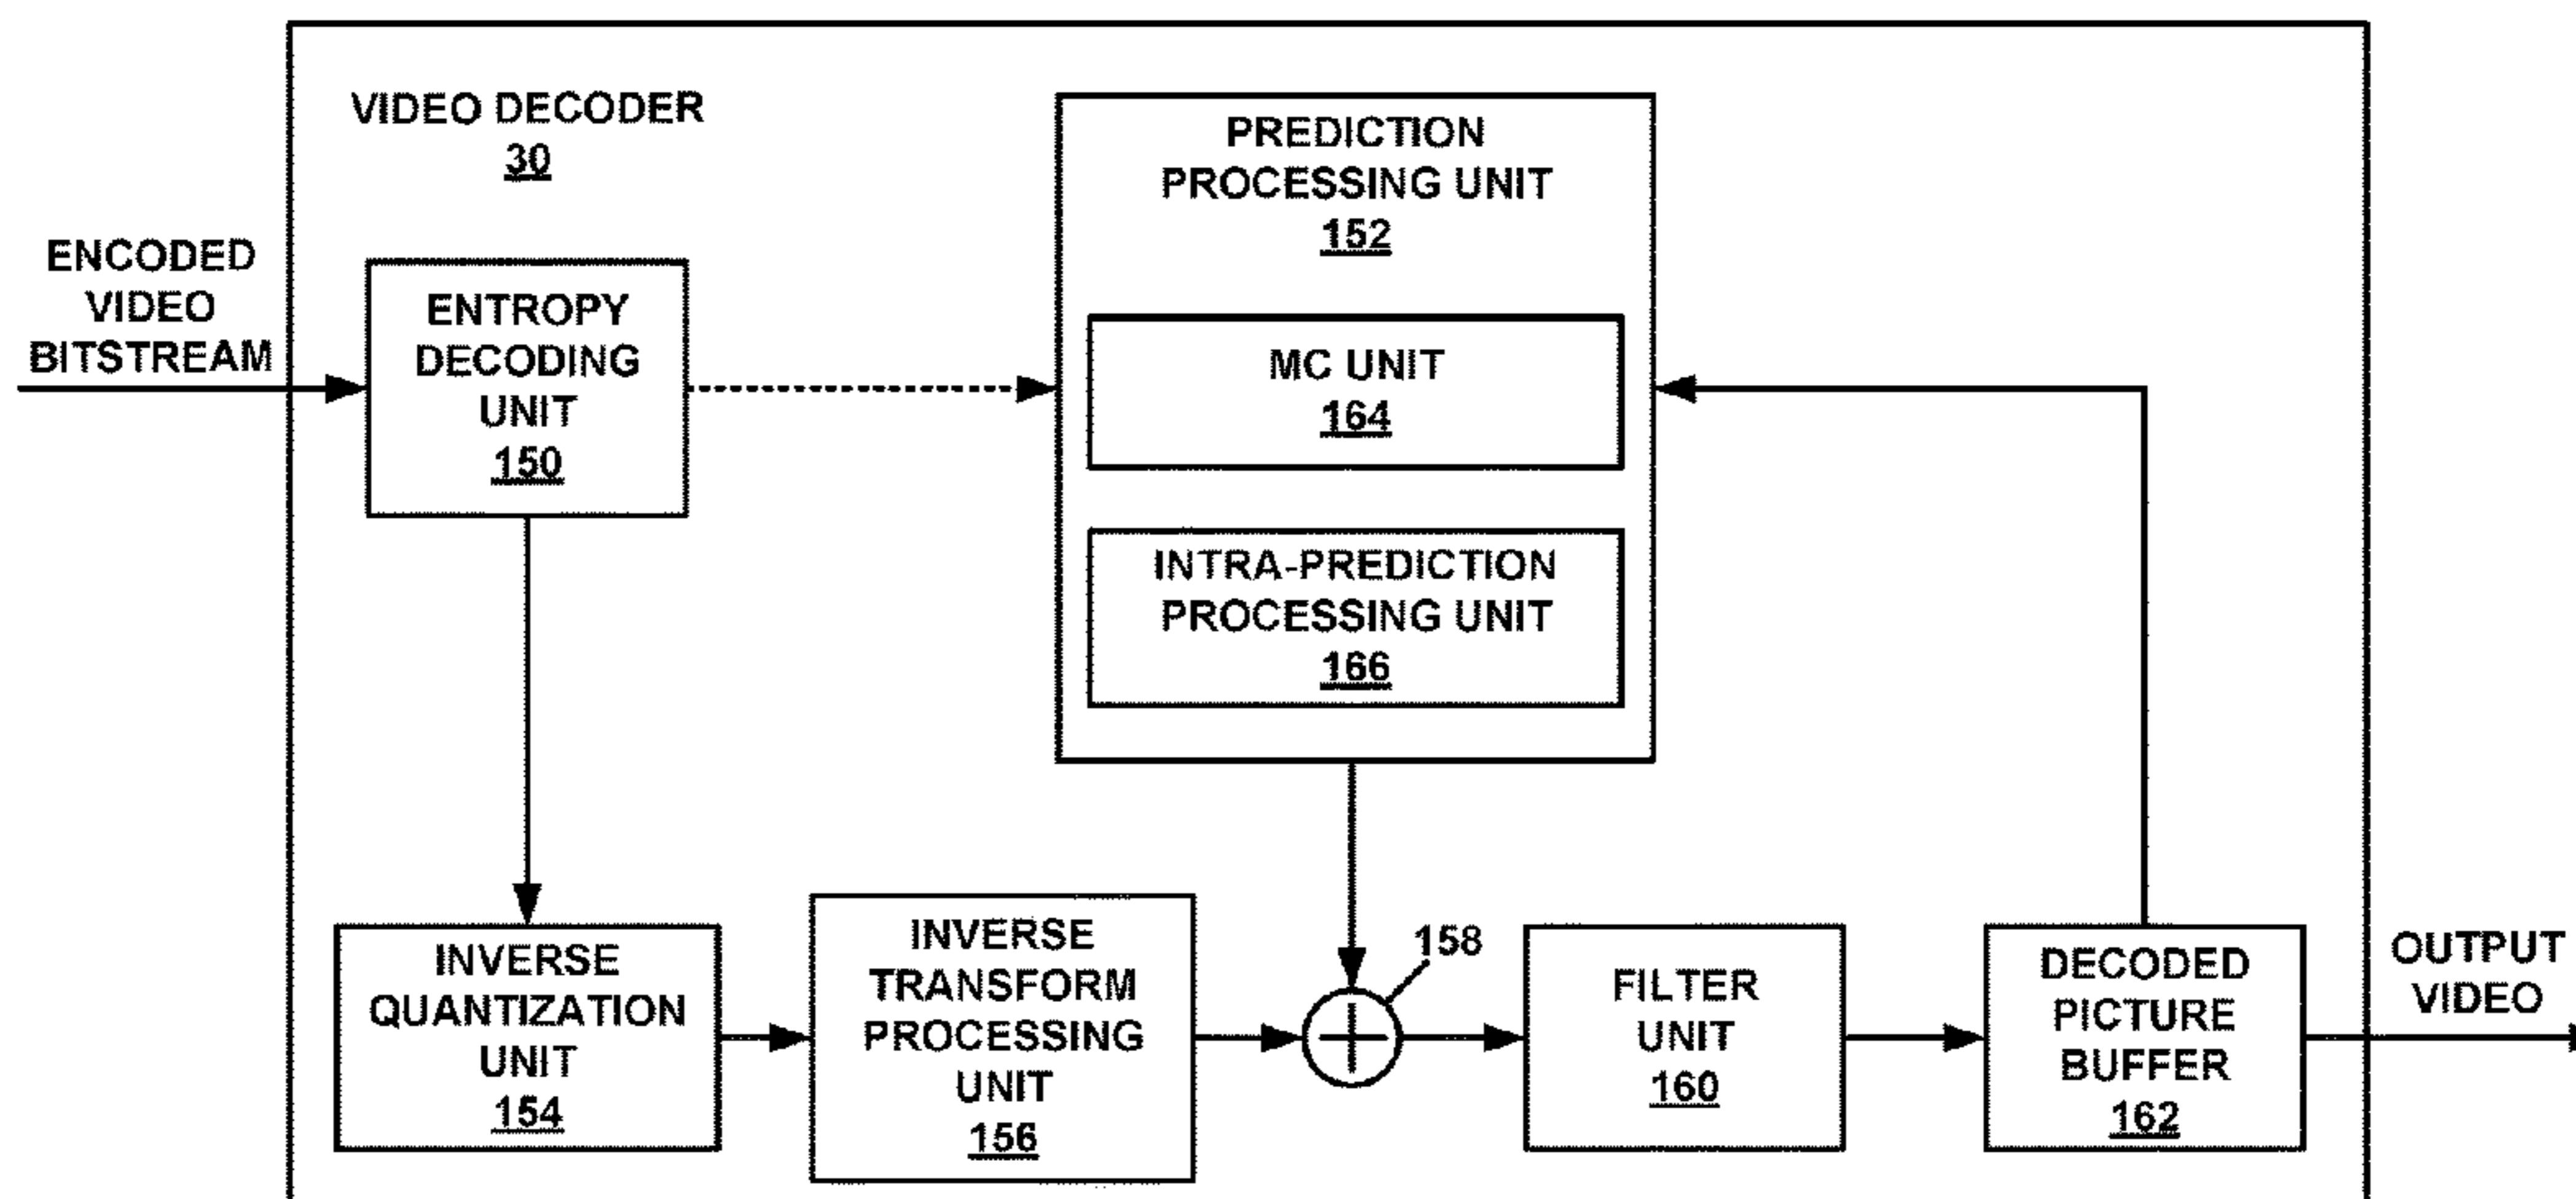 VIDEO DECODER
30
ENCODED
VIDEO
BITSTREAM
ENTROPY
DECODING
UNIT
150
PREDICTION
PROCESSING UNIT
152
MC UNIT
164
INTRA-PREDICTION
PROCESSING UNIT
166
INVERSE
QUANTIZATION
UNIT
154
INVERSE
TRANSFORM
PROCESSING
UNIT
156
158
FILTER
UNIT
160
DECODED
PICTURE
BUFFER
162
OUTPUT
VIDEO